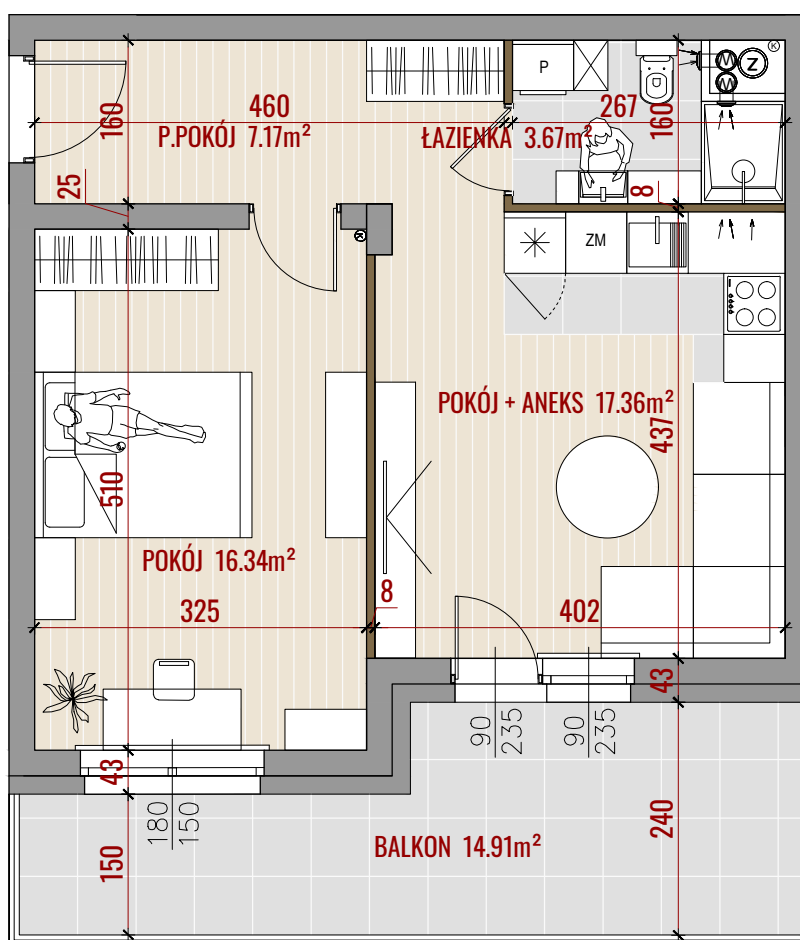 P
K
Z
460
267
160
160
P.POKÓJ 7.17m²
ŁAZIENKA 3.67m²
25
8
K
ZM
POKÓJ + ANEKS 17.36m²
437
510
POKÓJ 16.34m²
8
325
402
43
90
235
90
235
43
180
150
240
150
BALKON 14.91m²